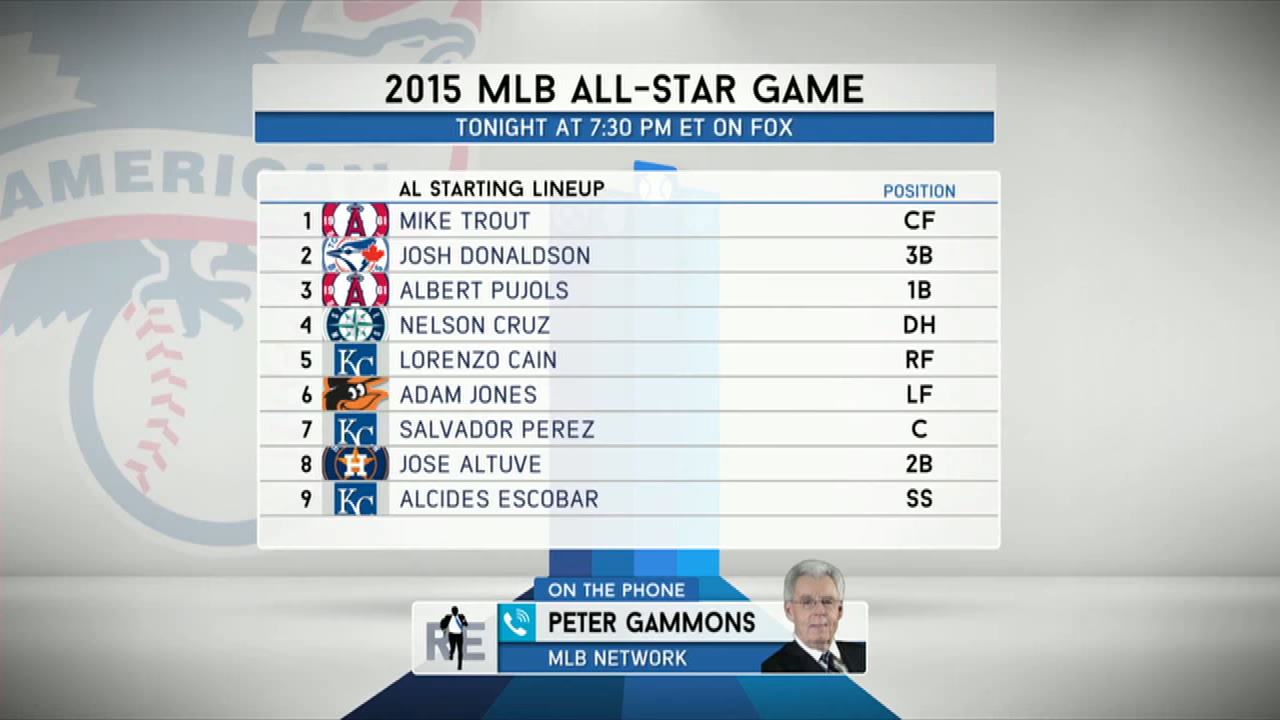 2015 MLB ALL-STAR GAME
TONIGHT AT 7:30 PM ET ON FOX
AMERICAN
AL STARTING LINEUP POSITION
1 MIKE TROUT CF
2 JOSH DONALDSON 3B
3 ALBERT PUJOLS 1B
4 NELSON CRUZ DH
5 KC LORENZO CAIN RF
6 ADAM JONES LF
7 KC SALVADOR PEREZ C
8 H JOSE ALTUVE 2B
9 KC ALCIDES ESCOBAR SS
ON THE PHONE
RE PETER GAMMONS
MLB NETWORK